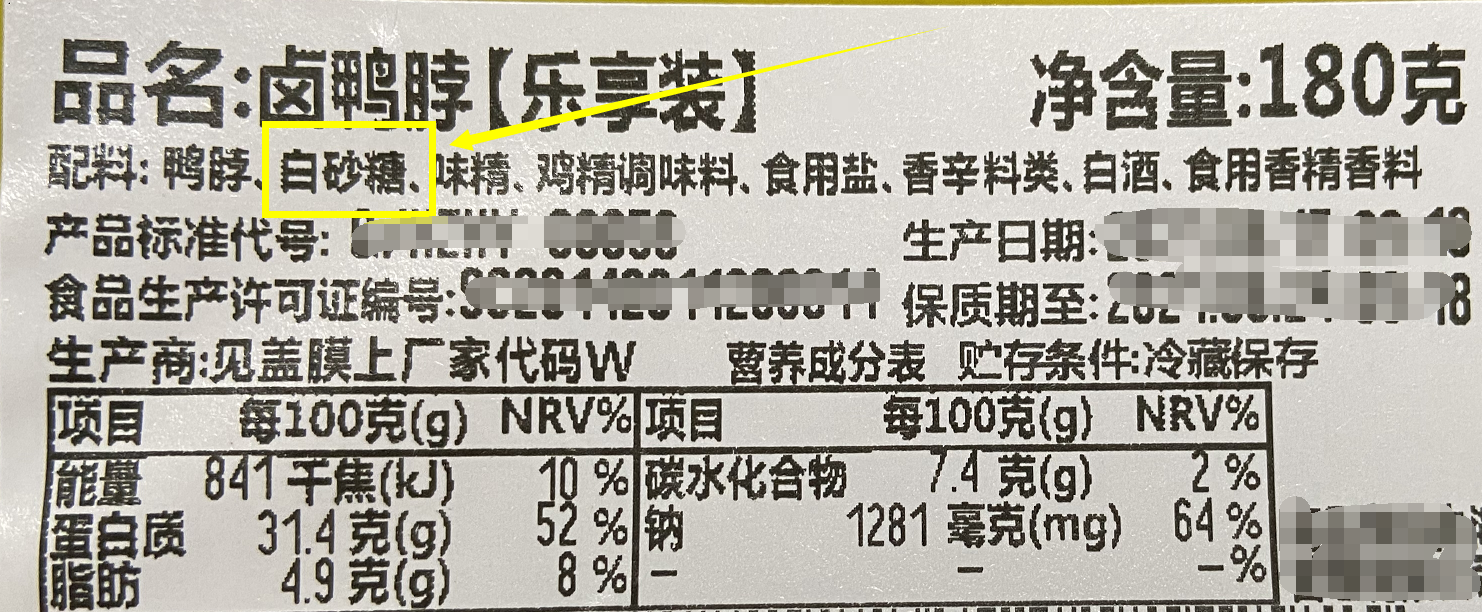 品名:卤鸭脖【乐享装】 净含量:180克
配料: 鸭脖、白砂糖、味精、鸡精调味料、食用盐、香辛料类、白酒、食用香精香料
产品标准代号: 生产日期:
食品生产许可证编号: 保质期至:
生产商:见盖膜上厂家代码W 营养成分表 贮存条件:冷藏保存
项目 每100克(g) NRV% 项目 每100克(g) NRV%
能量 841 千焦(kJ) 10 % 碳水化合物 7.4 克(g) 2 %
蛋白质 31.4 克(g) 52 % 钠 1281 毫克(mg) 64 %
脂肪 4.9 克(g) 8 % — — —%